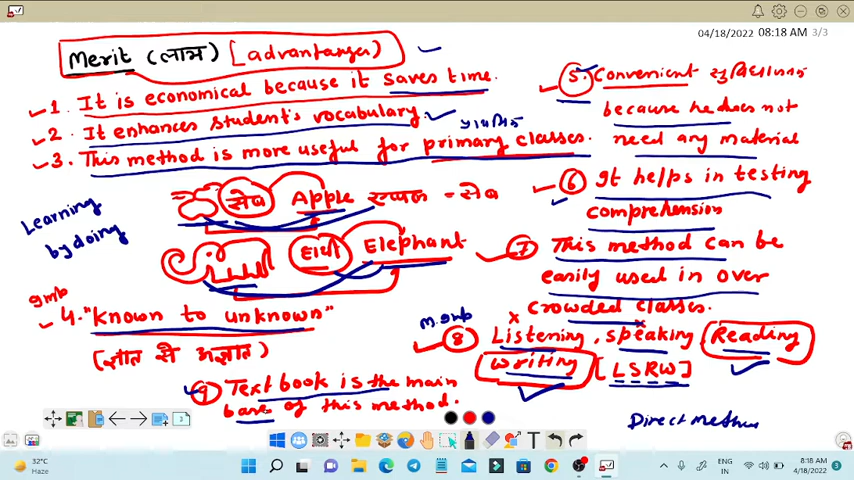 04/18/2022 08:18 AM 3/3
Merit (लाभ) [advantanges)
1. It is economical because it saves time.
2. It enhances student's vocabulary
3. This method is more useful for primary classes.
सेब Apple एप्पल - सेब
Learning
by doing
हाथी Elephant
4. "Known to unknown"
(ज्ञात से अज्ञात)
5. Convenient
because he does not
need any material
6 It helps in testing
comprehension
7 This method can be
easily used in over
crowded classes.
8 Listening, speaking, Reading
writing [LSRW]
9 Text book is the main
base of this method.
3
32°C
Haze
ENG
IN
8:18 AM
4/18/2022